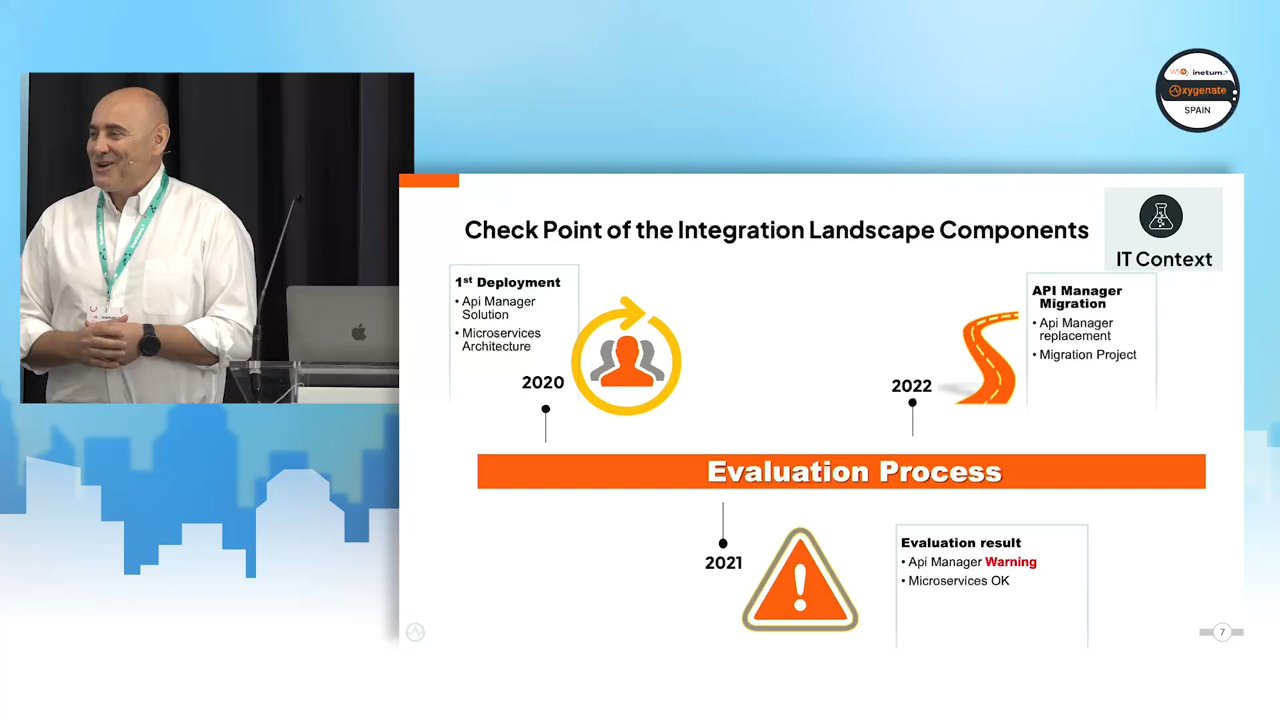 WSO2 inetum.
Oxygenate
SPAIN
Check Point of the Integration Landscape Components
IT Context
1st Deployment
• Api Manager
Solution
• Microservices
Architecture
2020
2022
API Manager
Migration
• Api Manager
replacement
• Migration Project
Evaluation Process
2021
Evaluation result
• Api Manager Warning
• Microservices OK
7